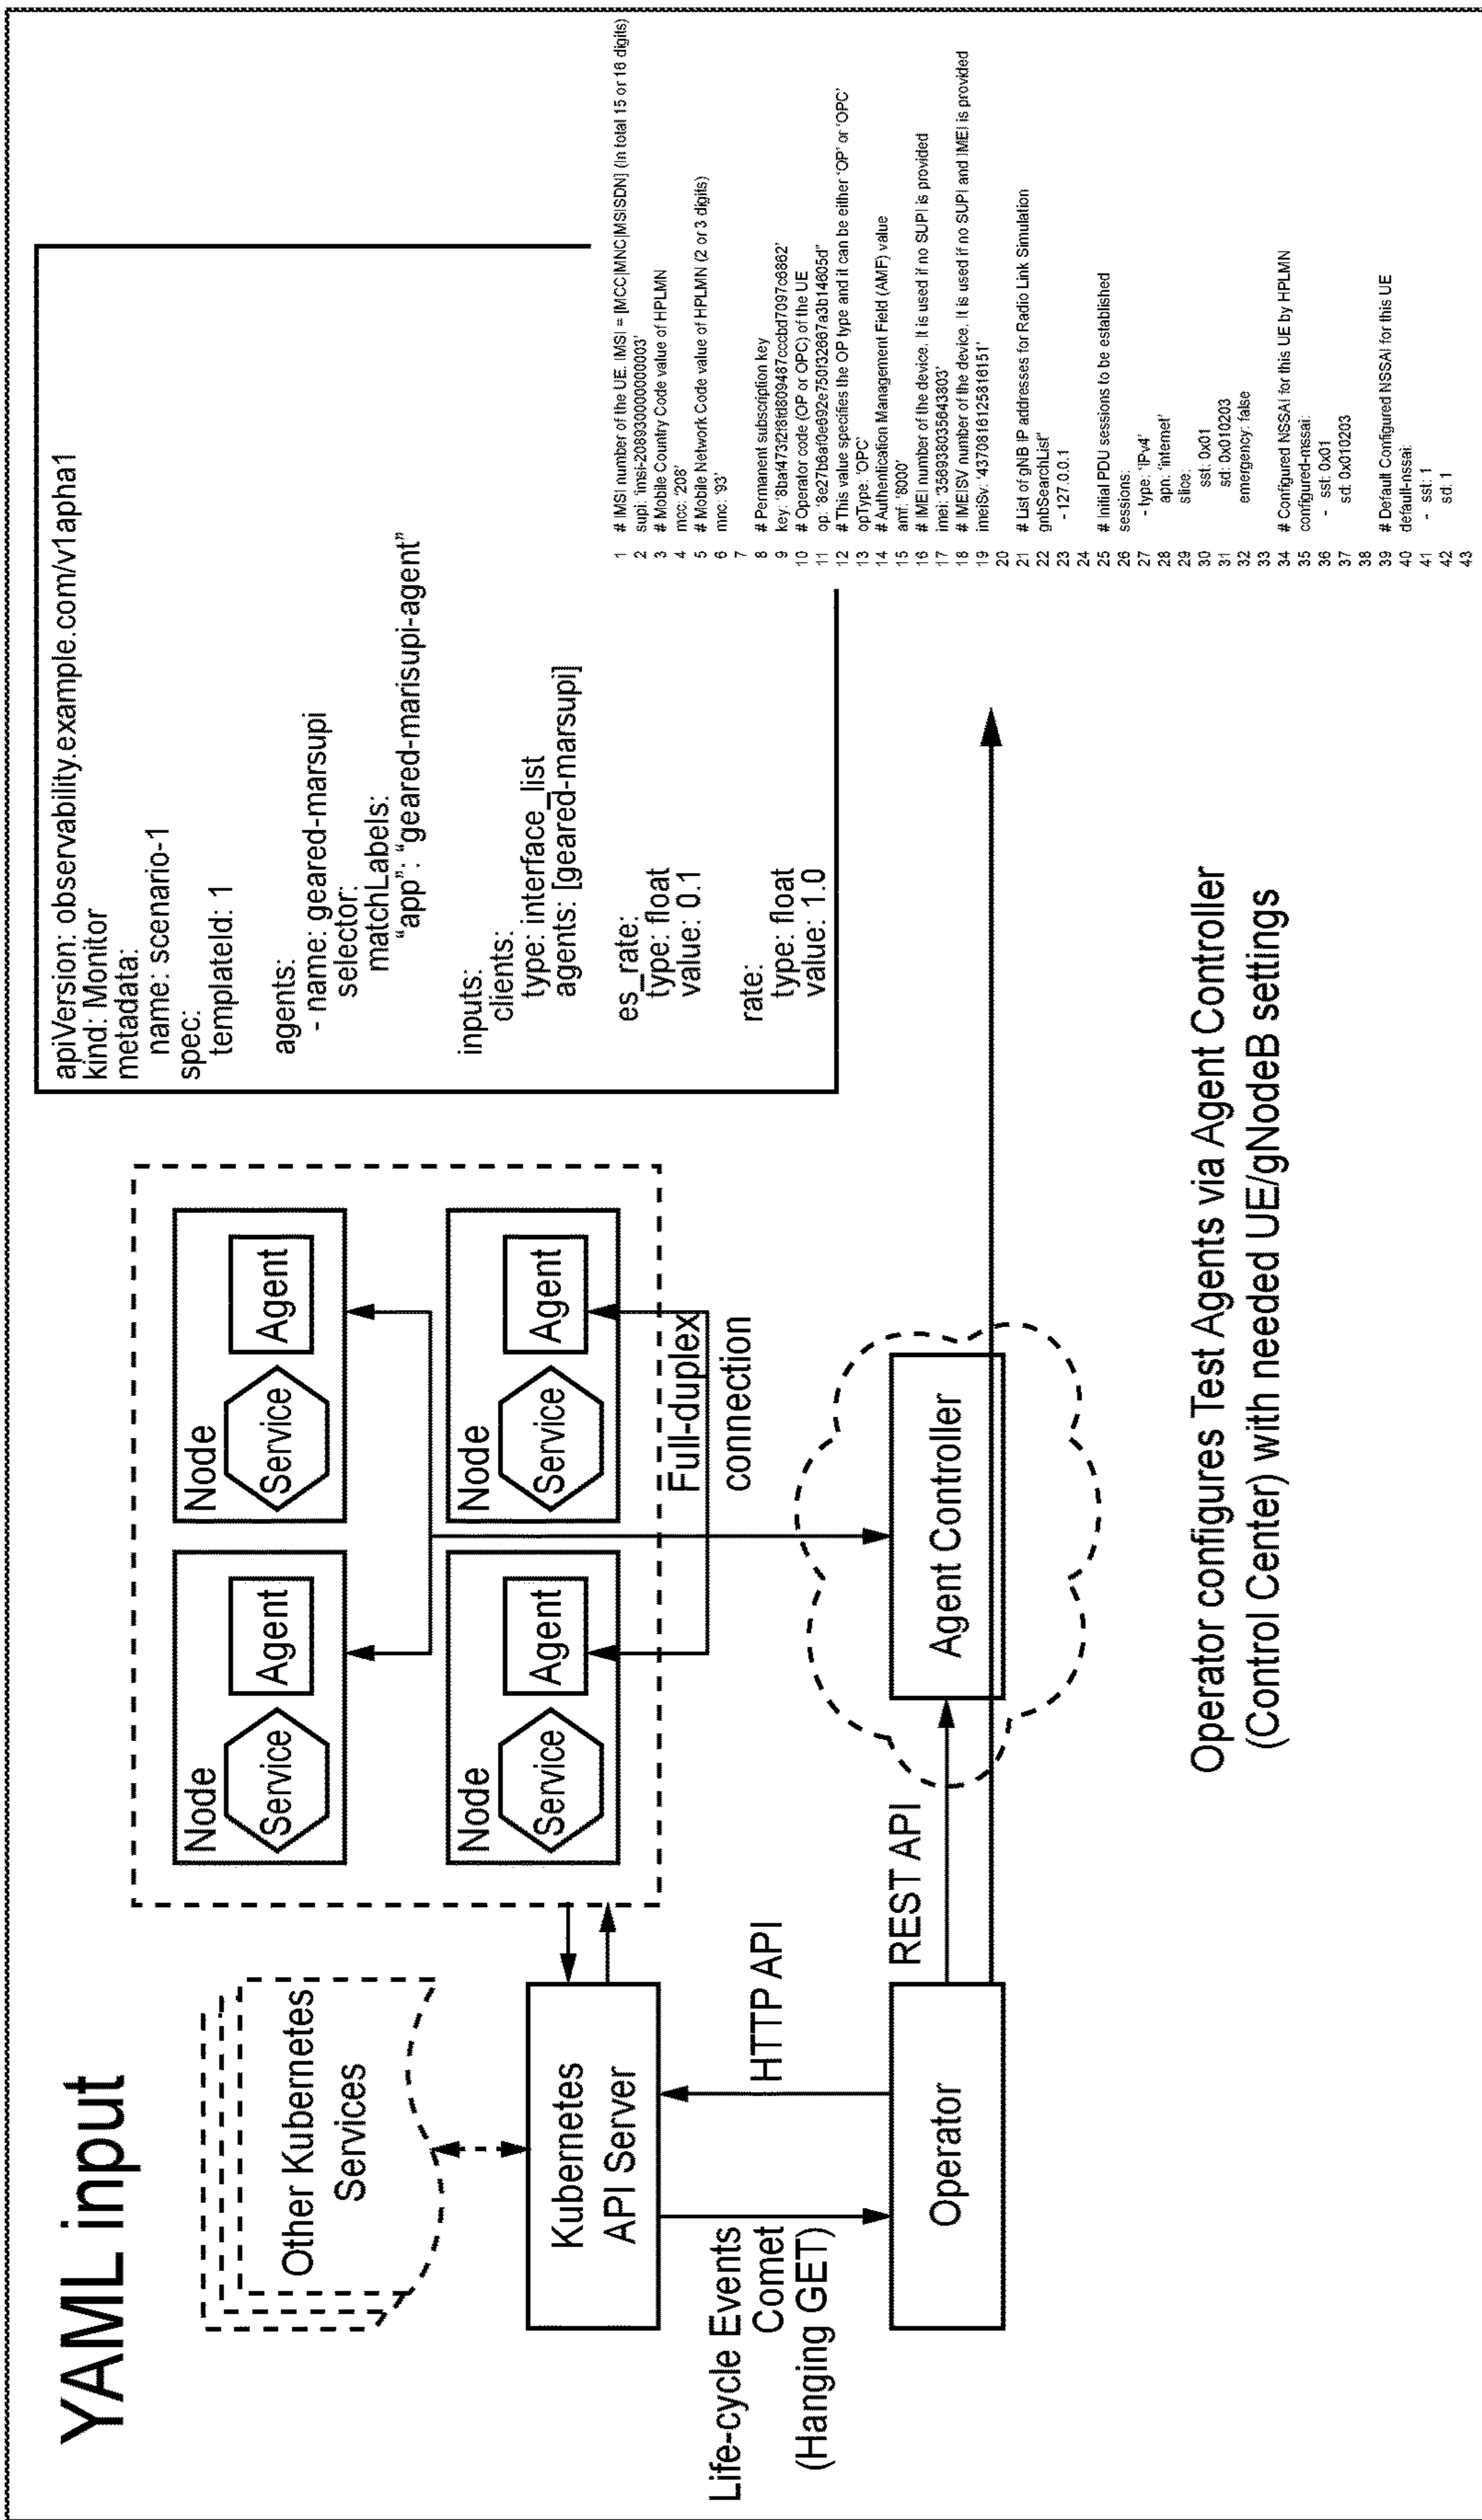 YAML input
Other Kubernetes
Services
Kubernetes
API Server
Life-cycle Events
Comet
(Hanging GET)
HTTP API
Operator
REST API
Node
Service
Agent
Node
Service
Agent
Node
Service
Agent
Node
Service
Agent
Full-duplex
connection
Agent Controller
Operator configures Test Agents via Agent Controller
(Control Center) with needed UE/gNodeB settings
apiVersion: observability.example.com/v1apha1
kind: Monitor
metadata:
name: scenario-1
spec:
templateId: 1
agents:
- name: geared-marsupi
selector:
matchLabels:
"app": "geared-marisupi-agent"
inputs:
clients:
type: interface_list
agents: [geared-marsupi]
es_rate:
type: float
value: 0.1
rate:
type: float
value: 1.0
1 # IMSI number of the UE. IMSI = [MCC|MNC|MSISDN] (In total 15 or 16 digits)
2 supi: 'imsi-208930000000003'
3 # Mobile Country Code value of HPLMN
4 mcc: '208'
5 # Mobile Network Code value of HPLMN (2 or 3 digits)
6 mnc: '93'
7
8 # Permanent subscription key
9 key: '8baf473f2f8fd809487cccbd7097c6862'
10 # Operator code (OP or OPC) of the UE
11 op: '8e27b6af0e692e750f32667a3b14605d"
12 # This value specifies the OP type and it can be either 'OP' or 'OPC'
13 opType: 'OPC'
14 # Authentication Management Field (AMF) value
15 amf: '8000'
16 # IMEI number of the device. It is used if no SUPI is provided
17 imei: '356938035643803'
18 # IMEISV number of the device. It is used if no SUPI and IMEI is provided
19 imeiSv: '4370816125816151'
20
21 # List of gNB IP addresses for Radio Link Simulation
22 gnbSearchList"
23 - 127.0.0.1
24
25 # Initial PDU sessions to be established
26 sessions:
27 - type: 'IPv4'
28 apn: 'internet'
29 slice:
30 sst: 0x01
31 sd: 0x010203
32 emergency: false
33
34 # Configured NSSAI for this UE by HPLMN
35 configured-nssai:
36 - sst: 0x01
37 sd: 0x010203
38
39 # Default Configured NSSAI for this UE
40 default-nssai:
41 - sst: 1
42 sd: 1
43